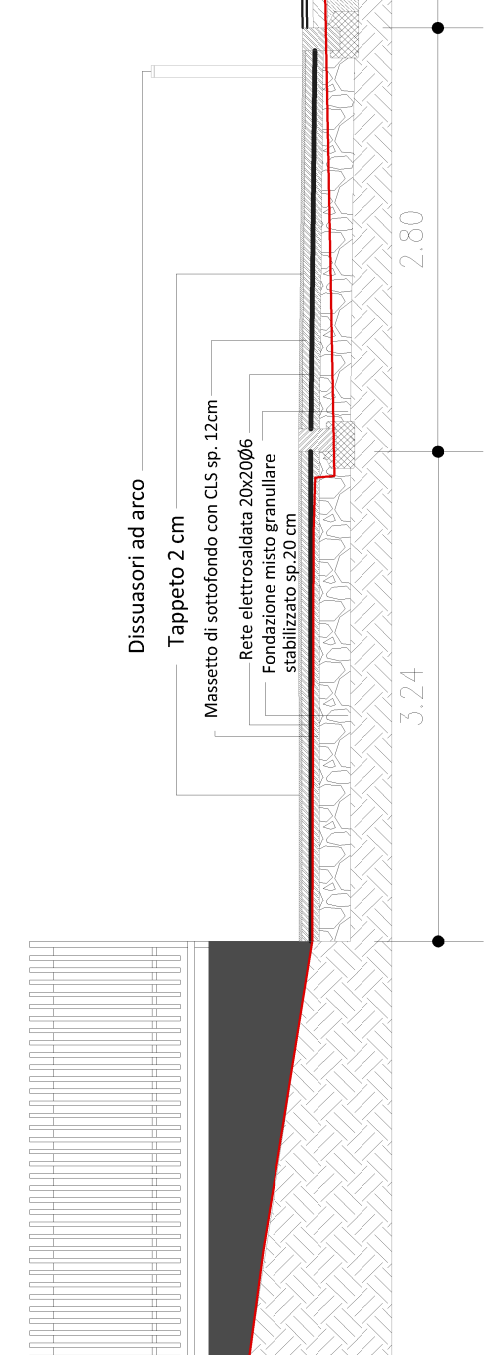 Dissuasori ad arco
Tappeto 2 cm
Massetto di sottofondo con CLS sp. 12cm
Rete elettrosaldata 20x20Ø6
Fondazione misto granullare
stabilizzato sp.20 cm
3.24
2.80